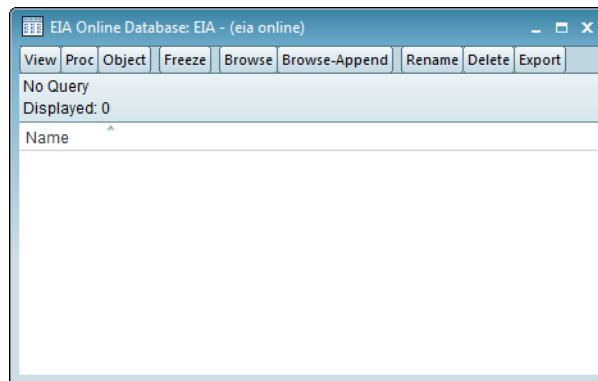 EIA Online Database: EIA - (eia online)
View Proc Object Freeze Browse Browse-Append Rename Delete Export
No Query
Displayed: 0
Name